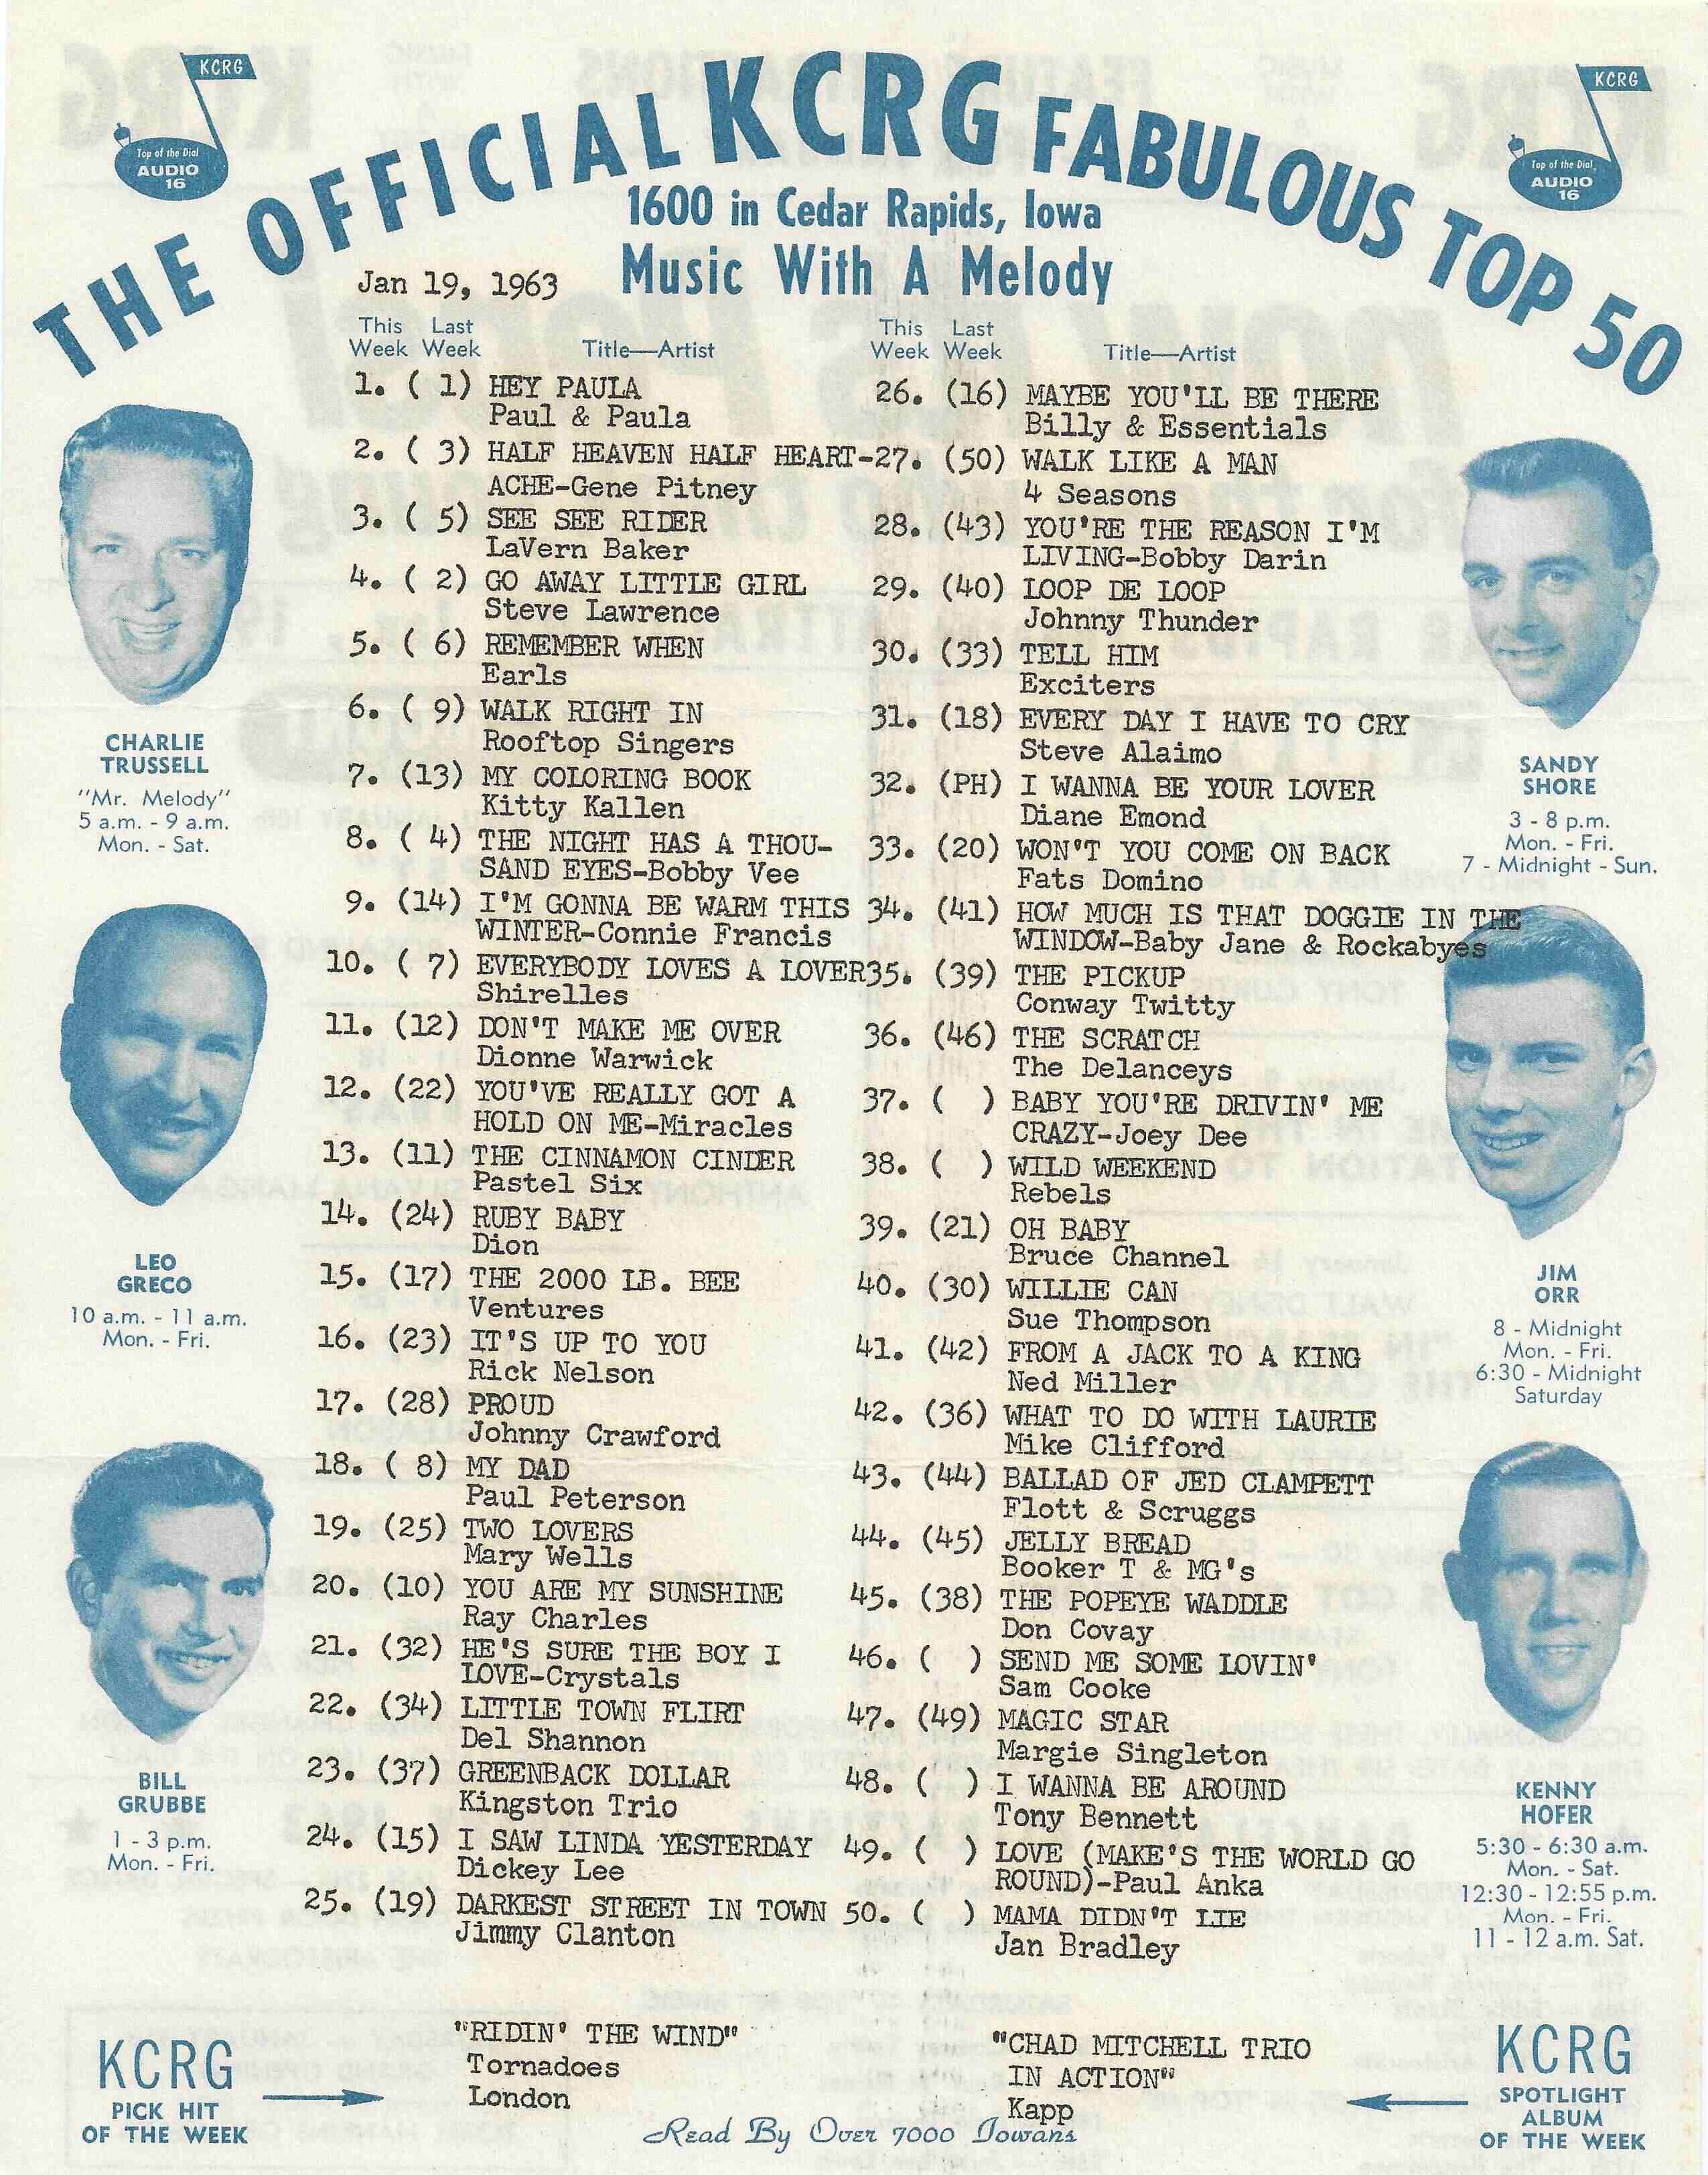 KCRG
Top of the Dial
AUDIO
16
KCRG
Top of the Dial
AUDIO
16
THE OFFICIAL KCRG FABULOUS TOP 50
1600 in Cedar Rapids, Iowa
Music With A Melody
Jan 19, 1963
This Last
Week Week Title—Artist
1. ( 1) HEY PAULA
Paul & Paula
2. ( 3) HALF HEAVEN HALF HEART-
ACHE-Gene Pitney
3. ( 5) SEE SEE RIDER
LaVern Baker
4. ( 2) GO AWAY LITTLE GIRL
Steve Lawrence
5. ( 6) REMEMBER WHEN
Earls
6. ( 9) WALK RIGHT IN
Rooftop Singers
7. (13) MY COLORING BOOK
Kitty Kallen
8. ( 4) THE NIGHT HAS A THOU-
SAND EYES-Bobby Vee
9. (14) I'M GONNA BE WARM THIS
WINTER-Connie Francis
10. ( 7) EVERYBODY LOVES A LOVER
Shirelles
11. (12) DON'T MAKE ME OVER
Dionne Warwick
12. (22) YOU'VE REALLY GOT A
HOLD ON ME-Miracles
13. (11) THE CINNAMON CINDER
Pastel Six
14. (24) RUBY BABY
Dion
15. (17) THE 2000 LB. BEE
Ventures
16. (23) IT'S UP TO YOU
Rick Nelson
17. (28) PROUD
Johnny Crawford
18. ( 8) MY DAD
Paul Peterson
19. (25) TWO LOVERS
Mary Wells
20. (10) YOU ARE MY SUNSHINE
Ray Charles
21. (32) HE'S SURE THE BOY I
LOVE-Crystals
22. (34) LITTLE TOWN FLIRT
Del Shannon
23. (37) GREENBACK DOLLAR
Kingston Trio
24. (15) I SAW LINDA YESTERDAY
Dickey Lee
25. (19) DARKEST STREET IN TOWN
Jimmy Clanton
This Last
Week Week Title—Artist
26. (16) MAYBE YOU'LL BE THERE
Billy & Essentials
27. (50) WALK LIKE A MAN
4 Seasons
28. (43) YOU'RE THE REASON I'M
LIVING-Bobby Darin
29. (40) LOOP DE LOOP
Johnny Thunder
30. (33) TELL HIM
Exciters
31. (18) EVERY DAY I HAVE TO CRY
Steve Alaimo
32. (PH) I WANNA BE YOUR LOVER
Diane Emond
33. (20) WON'T YOU COME ON BACK
Fats Domino
34. (41) HOW MUCH IS THAT DOGGIE IN THE
WINDOW-Baby Jane & Rockabyes
35. (39) THE PICKUP
Conway Twitty
36. (46) THE SCRATCH
The Delanceys
37. ( ) BABY YOU'RE DRIVIN' ME
CRAZY-Joey Dee
38. ( ) WILD WEEKEND
Rebels
39. (21) OH BABY
Bruce Channel
40. (30) WILLIE CAN
Sue Thompson
41. (42) FROM A JACK TO A KING
Ned Miller
42. (36) WHAT TO DO WITH LAURIE
Mike Clifford
43. (44) BALLAD OF JED CLAMPETT
Flott & Scruggs
44. (45) JELLY BREAD
Booker T & MG's
45. (38) THE POPEYE WADDLE
Don Covay
46. ( ) SEND ME SOME LOVIN'
Sam Cooke
47. (49) MAGIC STAR
Margie Singleton
48. ( ) I WANNA BE AROUND
Tony Bennett
49. ( ) LOVE (MAKE'S THE WORLD GO
ROUND)-Paul Anka
50. ( ) MAMA DIDN'T LIE
Jan Bradley
CHARLIE
TRUSSELL
"Mr. Melody"
5 a.m. - 9 a.m.
Mon. - Sat.
LEO
GRECO
10 a.m. - 11 a.m.
Mon. - Fri.
BILL
GRUBBE
1 - 3 p.m.
Mon. - Fri.
SANDY
SHORE
3 - 8 p.m.
Mon. - Fri.
7 - Midnight - Sun.
JIM
ORR
8 - Midnight
Mon. - Fri.
6:30 - Midnight
Saturday
KENNY
HOFER
5:30 - 6:30 a.m.
Mon. - Sat.
12:30 - 12:55 p.m.
Mon. - Fri.
11 - 12 a.m. Sat.
KCRG
PICK HIT
OF THE WEEK
"RIDIN' THE WIND"
Tornadoes
London
"CHAD MITCHELL TRIO
IN ACTION"
Kapp
KCRG
SPOTLIGHT
ALBUM
OF THE WEEK
Read By Over 7000 Iowans